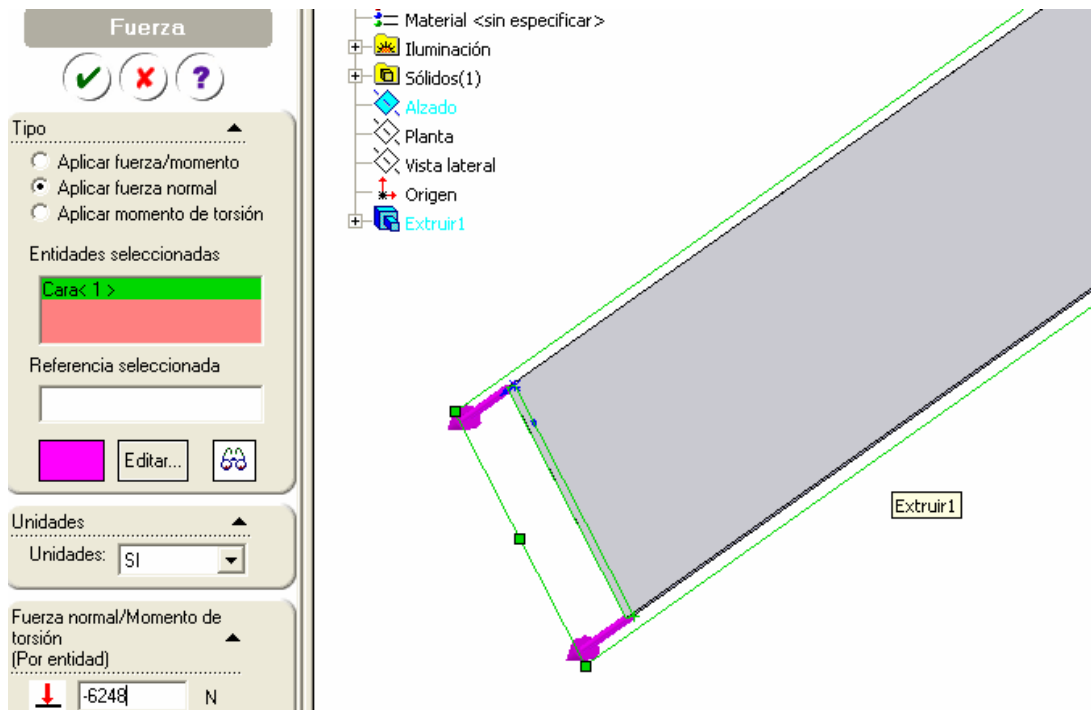 Fuerza
Tipo
Aplicar fuerza/momento
Aplicar fuerza normal
Aplicar momento de torsión
Entidades seleccionadas
Cara< 1 >
Referencia seleccionada
Editar...
Unidades
Unidades: SI
Fuerza normal/Momento de
torsión
(Por entidad)
-6248 N
Material <sin especificar>
Iluminación
Sólidos(1)
Alzado
Planta
Vista lateral
Origen
Extruir1
Extruir1